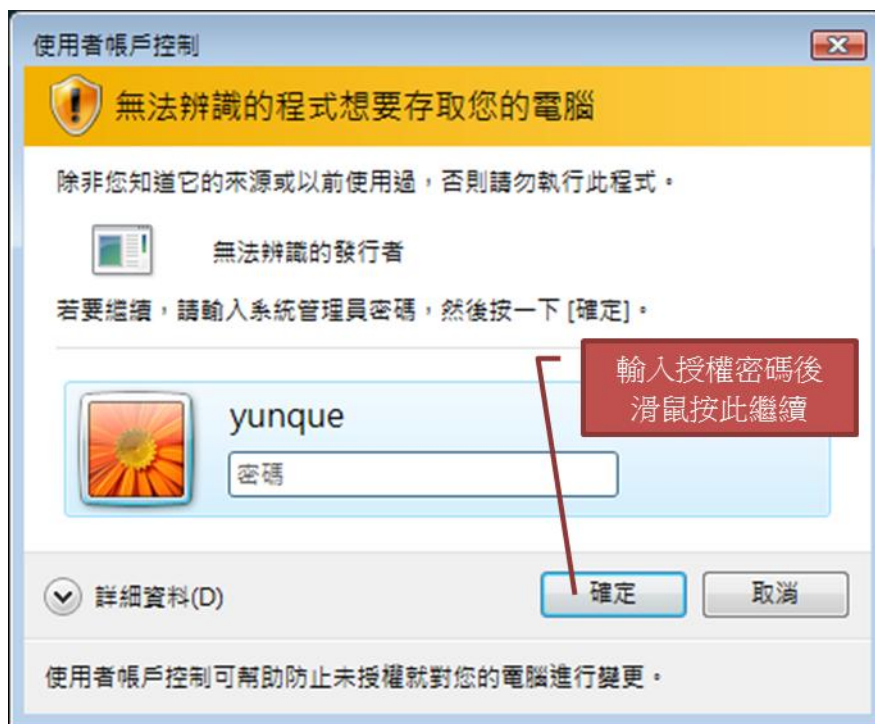 使用者帳戶控制
無法辨識的程式想要存取您的電腦
除非您知道它的來源或以前使用過，否則請勿執行此程式。
無法辨識的發行者
若要繼續，請輸入系統管理員密碼，然後按一下 [確定]。
輸入授權密碼後
滑鼠按此繼續
yunque
密碼
詳細資料(D)
確定
取消
使用者帳戶控制可幫助防止未授權就對您的電腦進行變更。